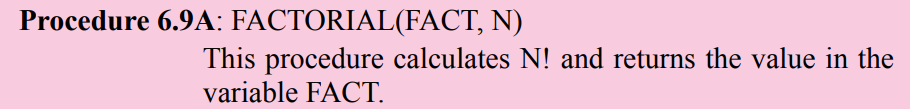 Procedure 6.9A: FACTORIAL(FACT, N)
This procedure calculates N! and returns the value in the
variable FACT.